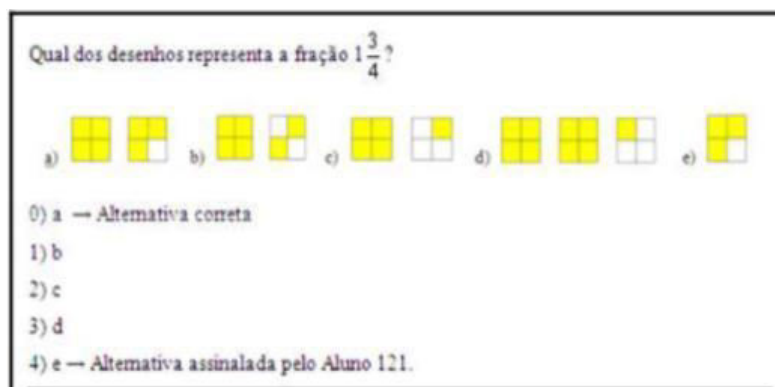 Qual dos desenhos representa a fração 1 3/4 ?
a) b) c) d) e)
0) a → Alternativa correta
1) b
2) c
3) d
4) e → Alternativa assinalada pelo Aluno 121.